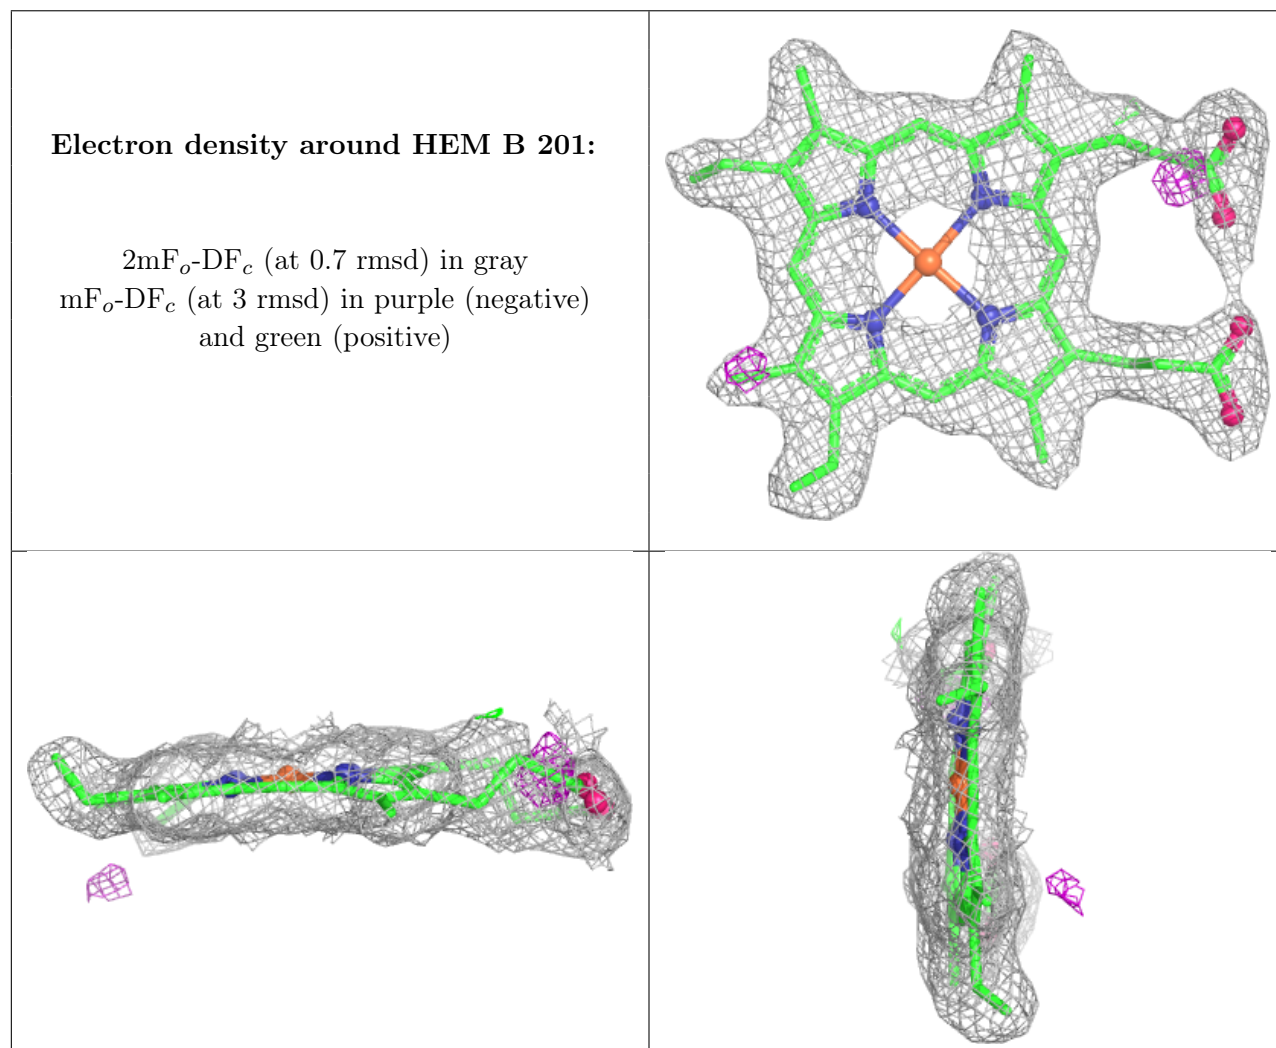 Electron density around HEM B 201:
2mFₒ-DF𝒸 (at 0.7 rmsd) in gray
mFₒ-DF𝒸 (at 3 rmsd) in purple (negative)
and green (positive)